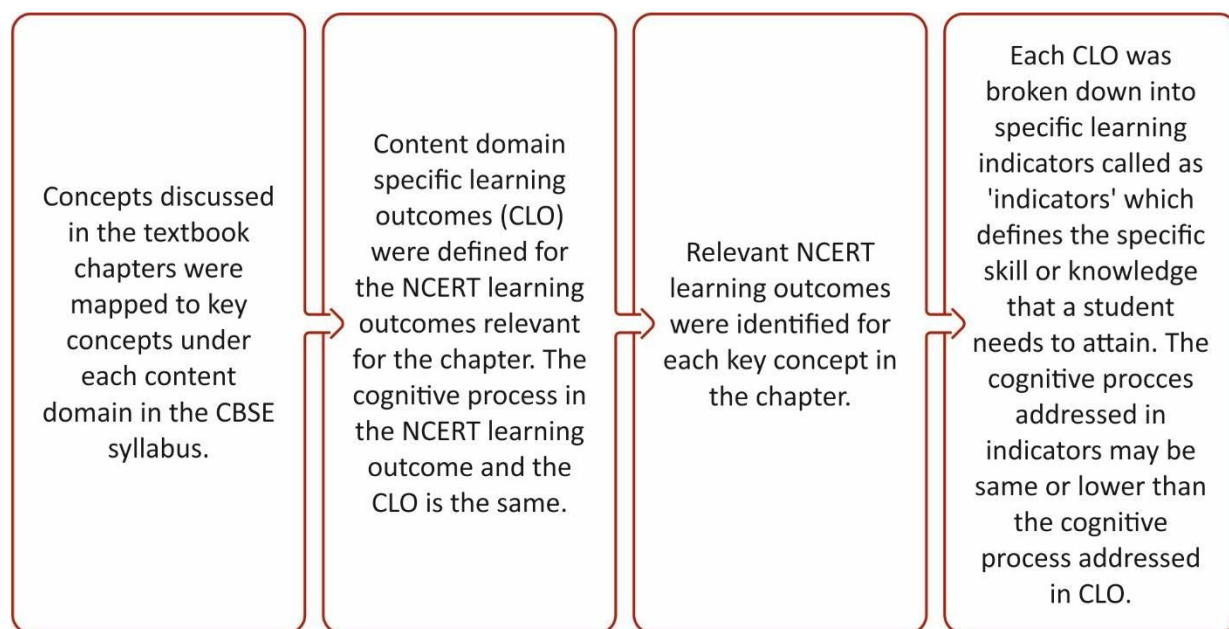 Concepts discussed
in the textbook
chapters were
mapped to key
concepts under
each content
domain in the CBSE
syllabus.
Content domain
specific learning
outcomes (CLO)
were defined for
the NCERT learning
outcomes relevant
for the chapter. The
cognitive process in
the NCERT learning
outcome and the
CLO is the same.
Relevant NCERT
learning outcomes
were identified for
each key concept in
the chapter.
Each CLO was
broken down into
specific learning
indicators called as
'indicators' which
defines the specific
skill or knowledge
that a student
needs to attain. The
cognitive procces
addressed in
indicators may be
same or lower than
the cognitive
process addressed
in CLO.